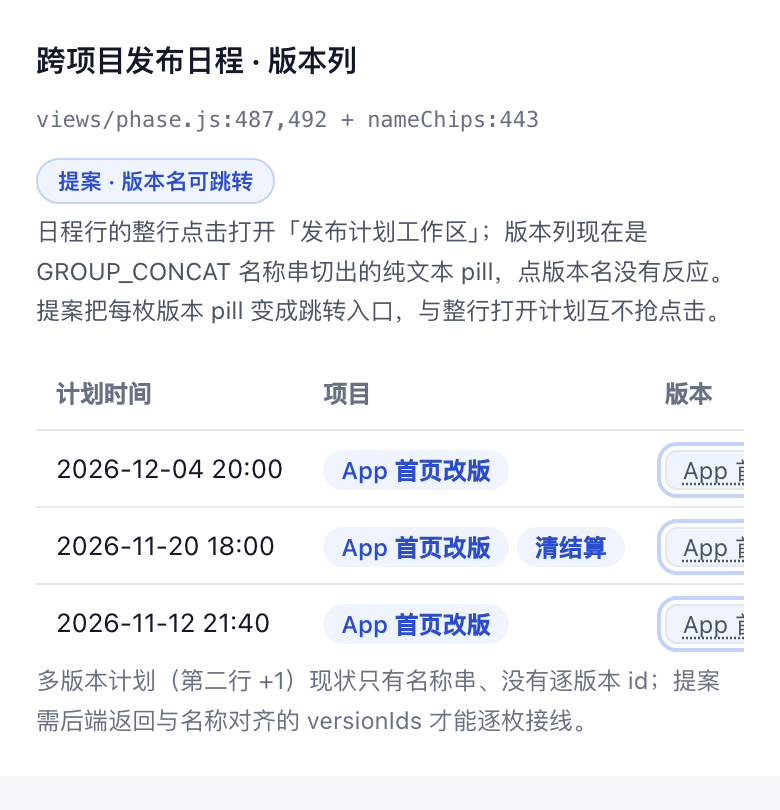 跨项目发布日程 · 版本列
views/phase.js:487,492 + nameChips:443
提案 · 版本名可跳转
日程行的整行点击打开「发布计划工作区」；版本列现在是
GROUP_CONCAT 名称串切出的纯文本 pill，点版本名没有反应。
提案把每枚版本 pill 变成跳转入口，与整行打开计划互不抢点击。
计划时间 项目 版本
2026-12-04 20:00 App 首页改版 App
2026-11-20 18:00 App 首页改版 清结算 App
2026-11-12 21:40 App 首页改版 App
多版本计划（第二行 +1）现状只有名称串、没有逐版本 id；提案
需后端返回与名称对齐的 versionIds 才能逐枚接线。